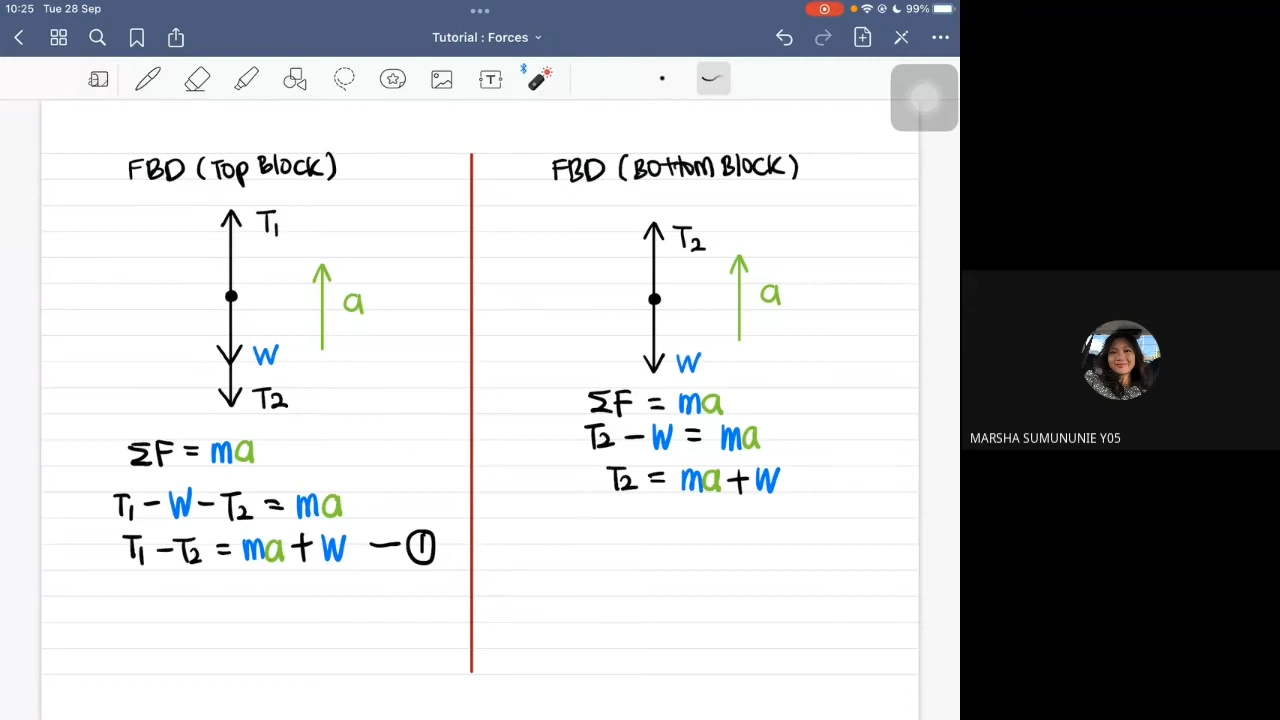 10:25 Tue 28 Sep
99%
Tutorial : Forces
T
FBD (Top Block)
T1
a
W
T2
ΣF = ma
T1 - W - T2 = ma
T1 - T2 = ma + W — ①
FBD (Bottom Block)
T2
a
W
ΣF = ma
T2 - W = ma
T2 = ma + W
MARSHA SUMUNUNIE Y05